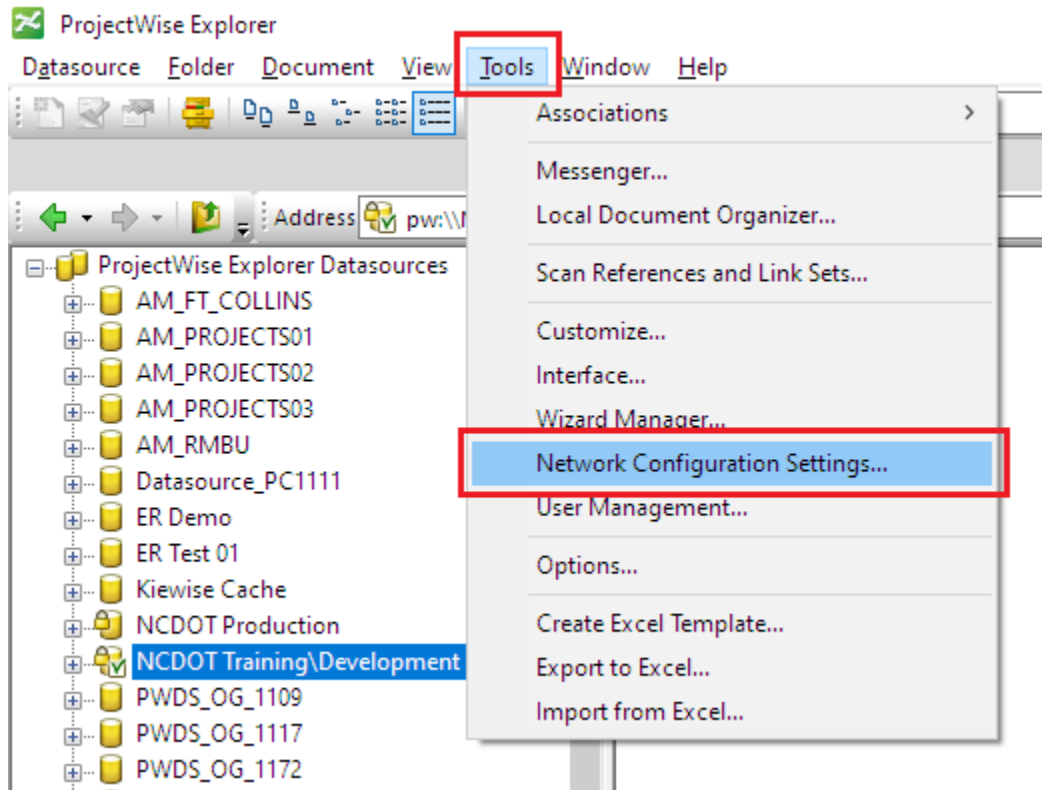 ProjectWise Explorer
Datasource Folder Document View Tools Window Help
Address pw:\\
ProjectWise Explorer Datasources
AM_FT_COLLINS
AM_PROJECTS01
AM_PROJECTS02
AM_PROJECTS03
AM_RMBU
Datasource_PC1111
ER Demo
ER Test 01
Kiewise Cache
NCDOT Production
NCDOT Training\Development
PWDS_OG_1109
PWDS_OG_1117
PWDS_OG_1172
Associations
Messenger...
Local Document Organizer...
Scan References and Link Sets...
Customize...
Interface...
Wizard Manager...
Network Configuration Settings...
User Management...
Options...
Create Excel Template...
Export to Excel...
Import from Excel...